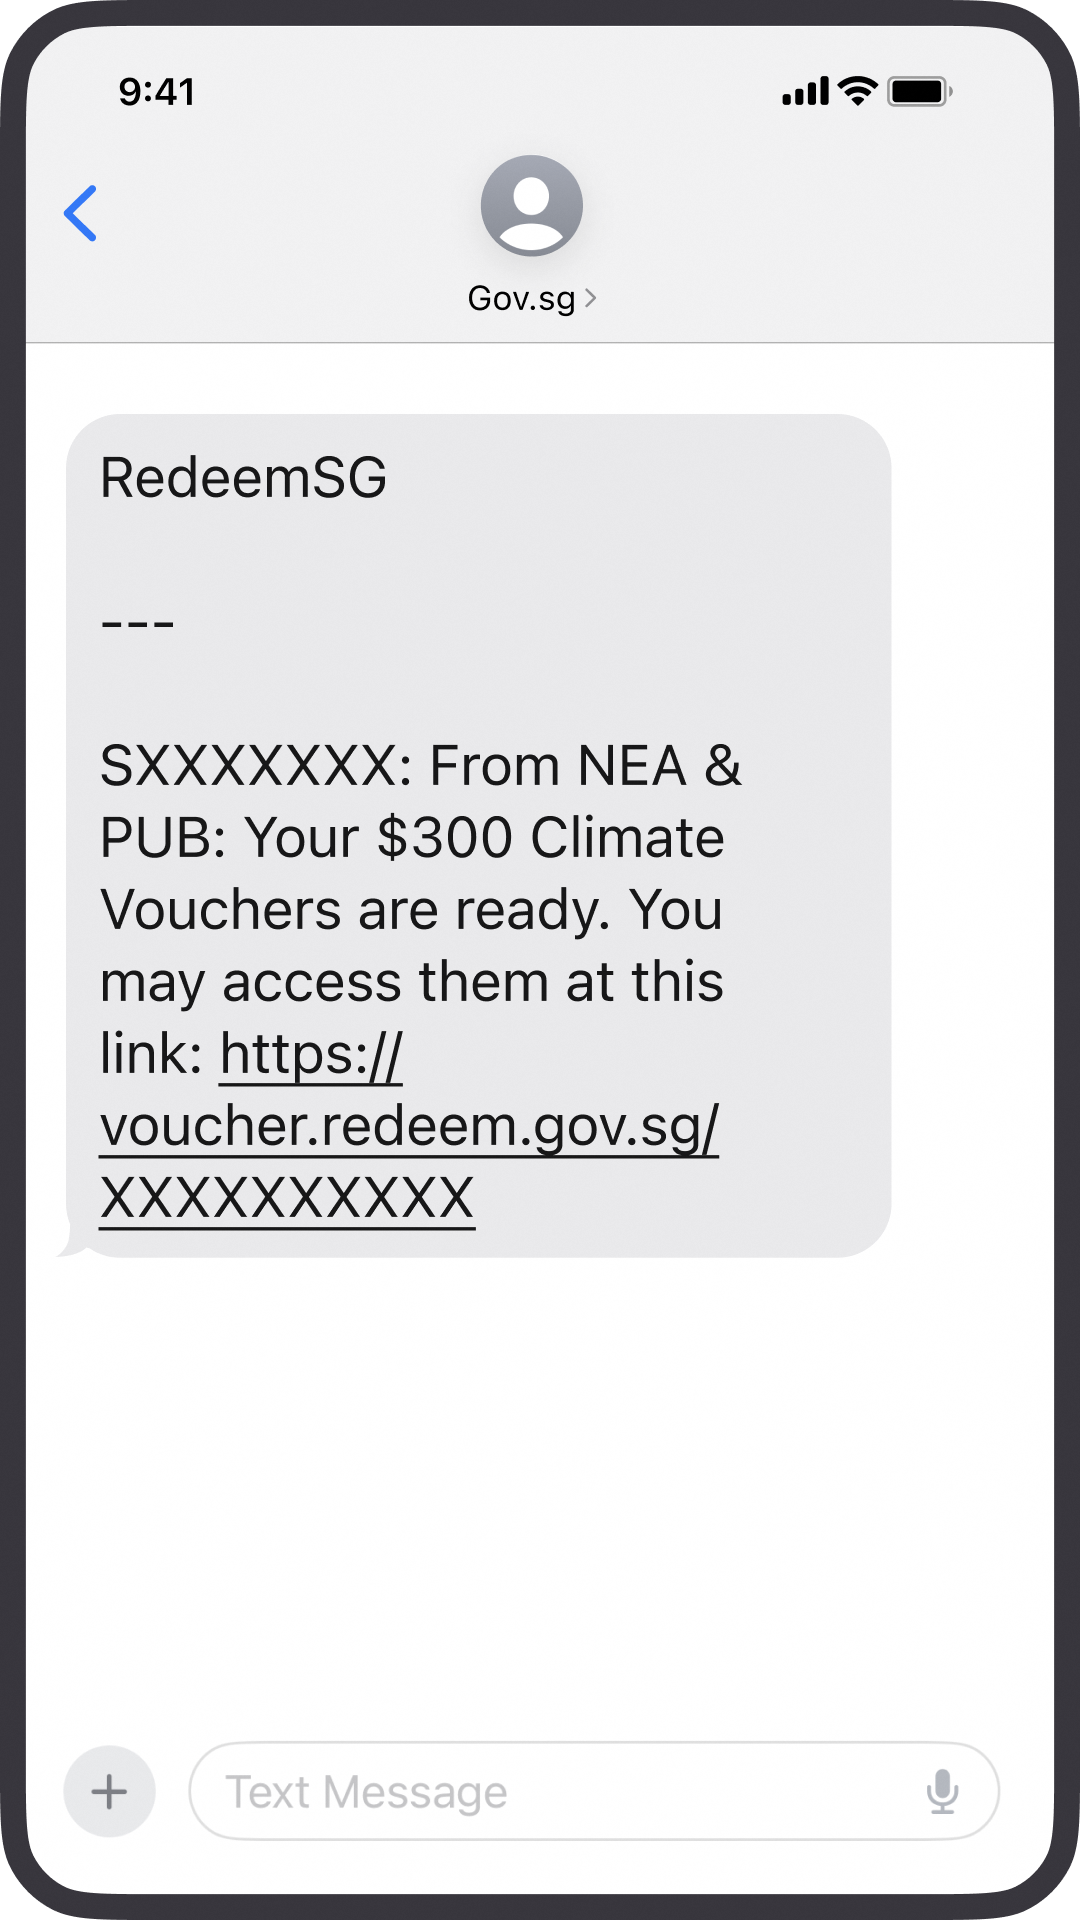 9:41
Gov.sg
RedeemSG
---
SXXXXXXX: From NEA &
PUB: Your $300 Climate
Vouchers are ready. You
may access them at this
link: https://
voucher.redeem.gov.sg/
XXXXXXXXXX
Text Message